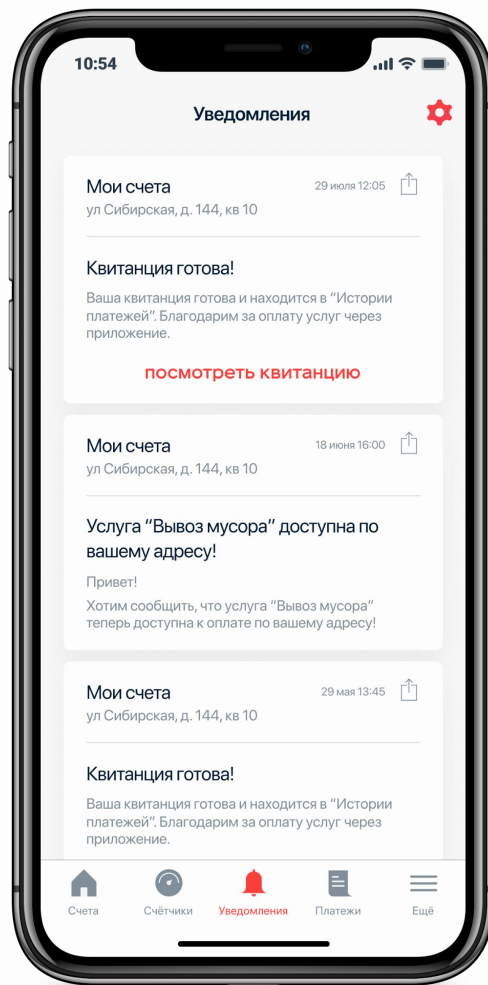 10:54
Уведомления
Мои счета
29 июля 12:05
ул Сибирская, д. 144, кв 10
Квитанция готова!
Ваша квитанция готова и находится в “Истории
платежей”. Благодарим за оплату услуг через
приложение.
посмотреть квитанцию
Мои счета
18 июня 16:00
ул Сибирская, д. 144, кв 10
Услуга “Вывоз мусора” доступна по
вашему адресу!
Привет!
Хотим сообщить, что услуга “Вывоз мусора”
теперь доступна к оплате по вашему адресу!
Мои счета
29 мая 13:45
ул Сибирская, д. 144, кв 10
Квитанция готова!
Ваша квитанция готова и находится в “Истории
платежей”. Благодарим за оплату услуг через
приложение.
Счета
Счётчики
Уведомления
Платежи
Ещё